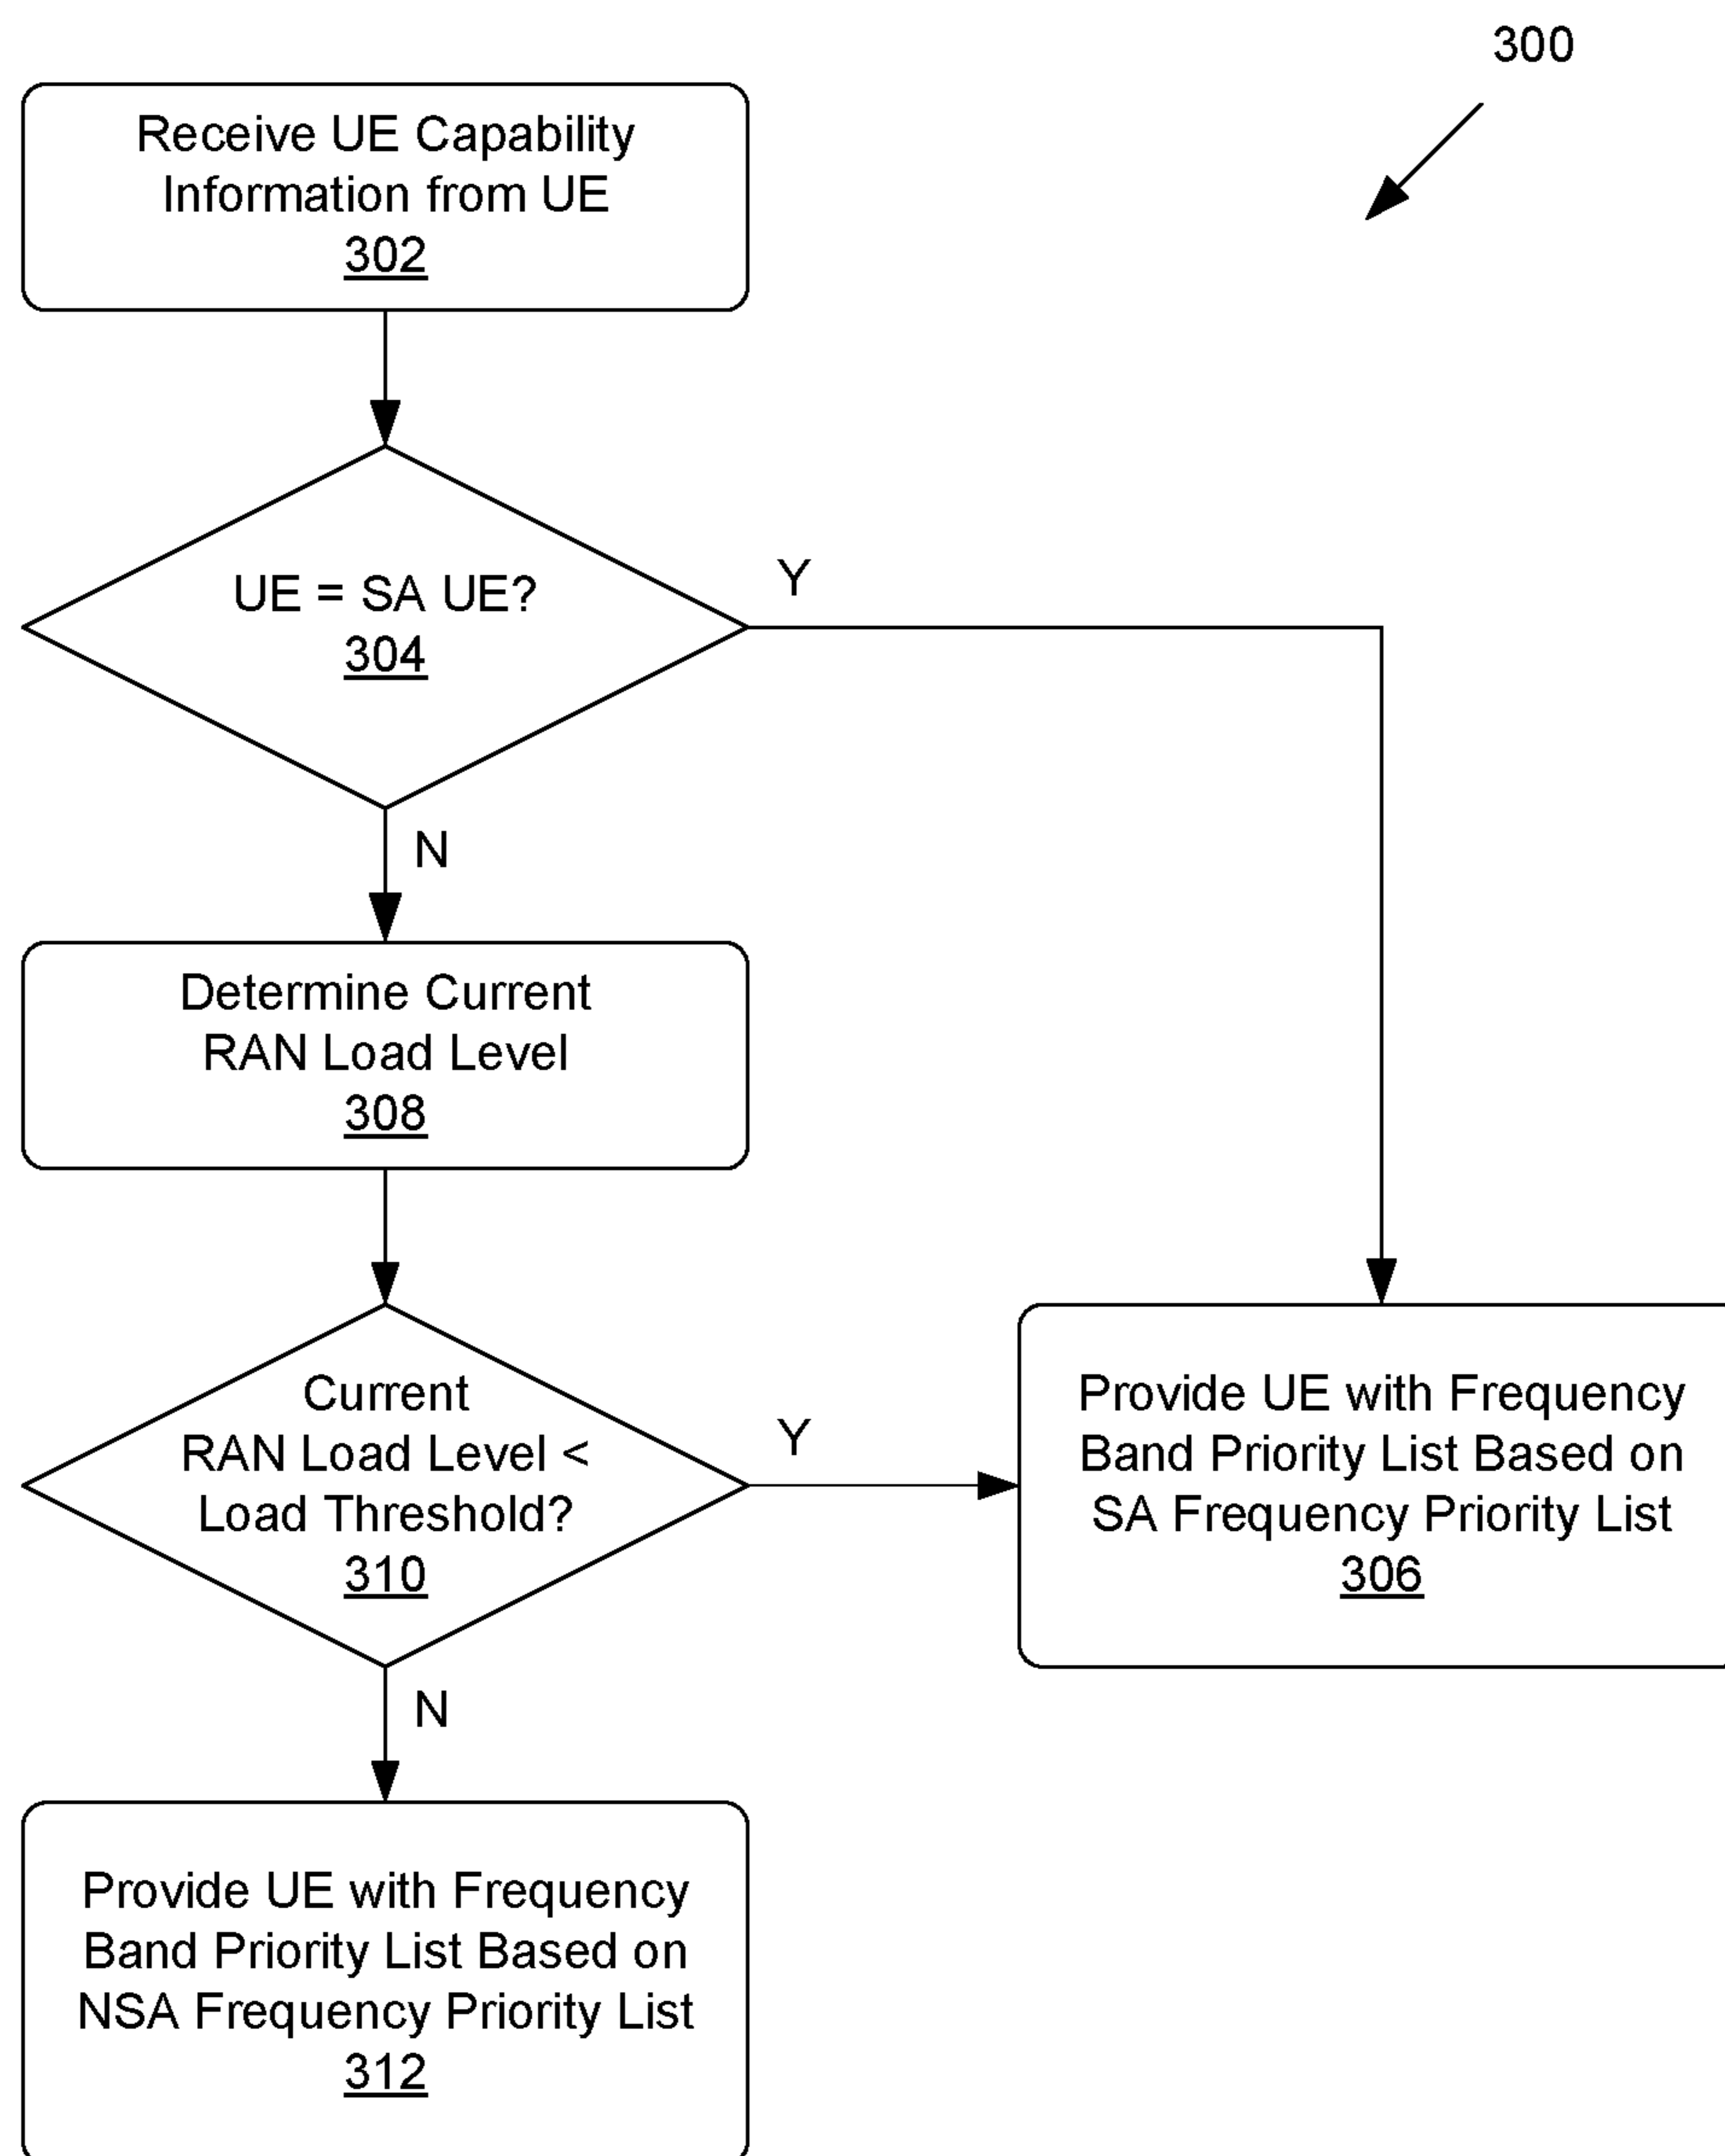 300
Receive UE Capability
Information from UE
302
UE = SA UE?
304
Y
N
Determine Current
RAN Load Level
308
Current
RAN Load Level <
Load Threshold?
310
Y
Provide UE with Frequency
Band Priority List Based on
SA Frequency Priority List
306
N
Provide UE with Frequency
Band Priority List Based on
NSA Frequency Priority List
312